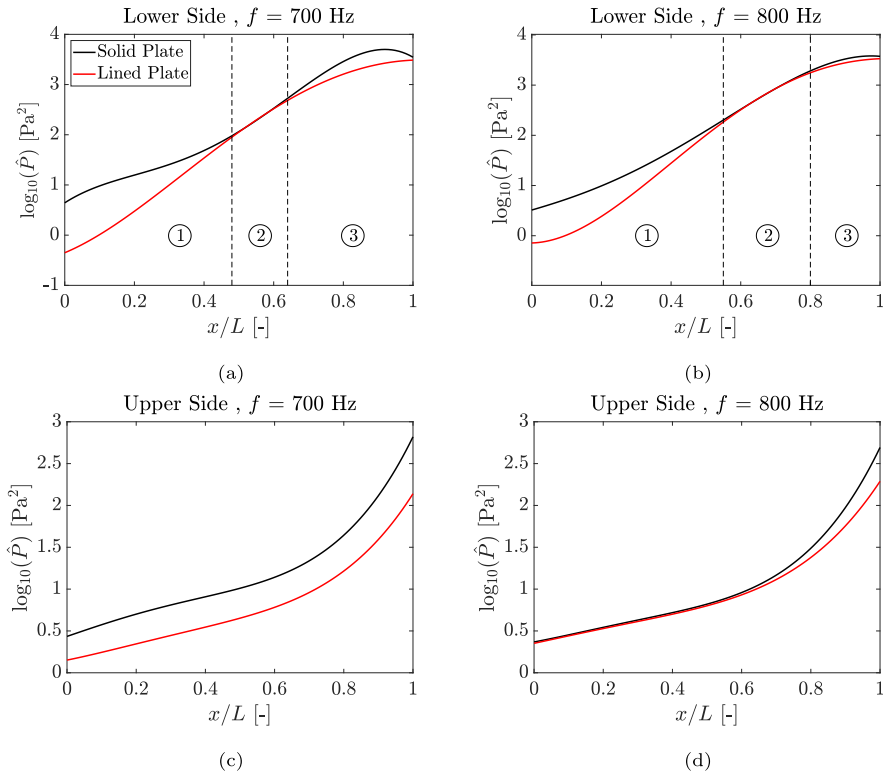 Lower Side , f = 700 Hz
4
3
2
1
0
-1
log10(P̂) [Pa²]
Solid Plate
Lined Plate
① ② ③
0 0.2 0.4 0.6 0.8 1
x/L [-]
(a)
Lower Side , f = 800 Hz
4
3
2
1
0
log10(P̂) [Pa²]
① ② ③
0 0.2 0.4 0.6 0.8 1
x/L [-]
(b)
Upper Side , f = 700 Hz
3
2.5
2
1.5
1
0.5
0
log10(P̂) [Pa²]
0 0.2 0.4 0.6 0.8 1
x/L [-]
(c)
Upper Side , f = 800 Hz
3
2.5
2
1.5
1
0.5
0
log10(P̂) [Pa²]
0 0.2 0.4 0.6 0.8 1
x/L [-]
(d)